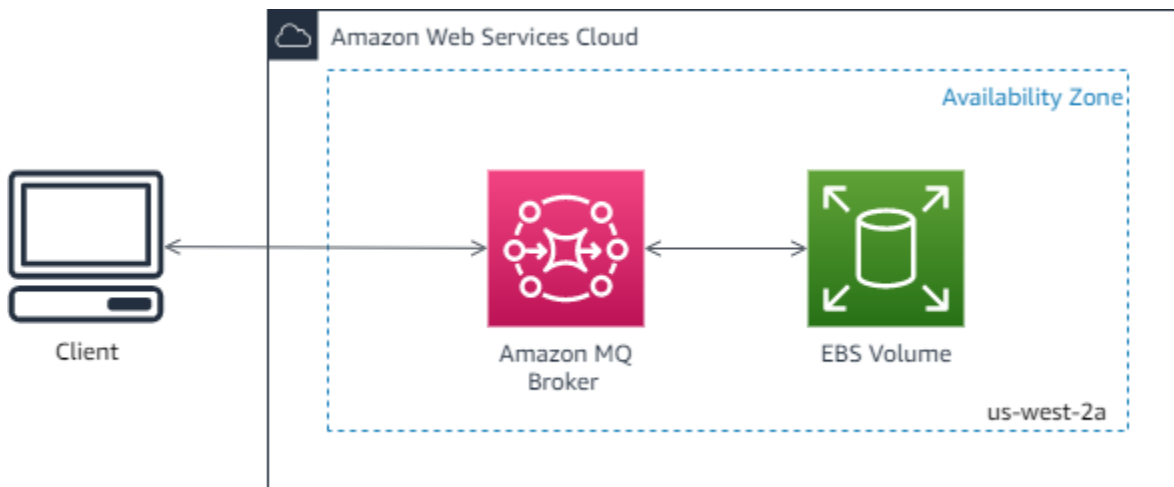 Amazon Web Services Cloud
Availability Zone
Client
Amazon MQ
Broker
EBS Volume
us-west-2a